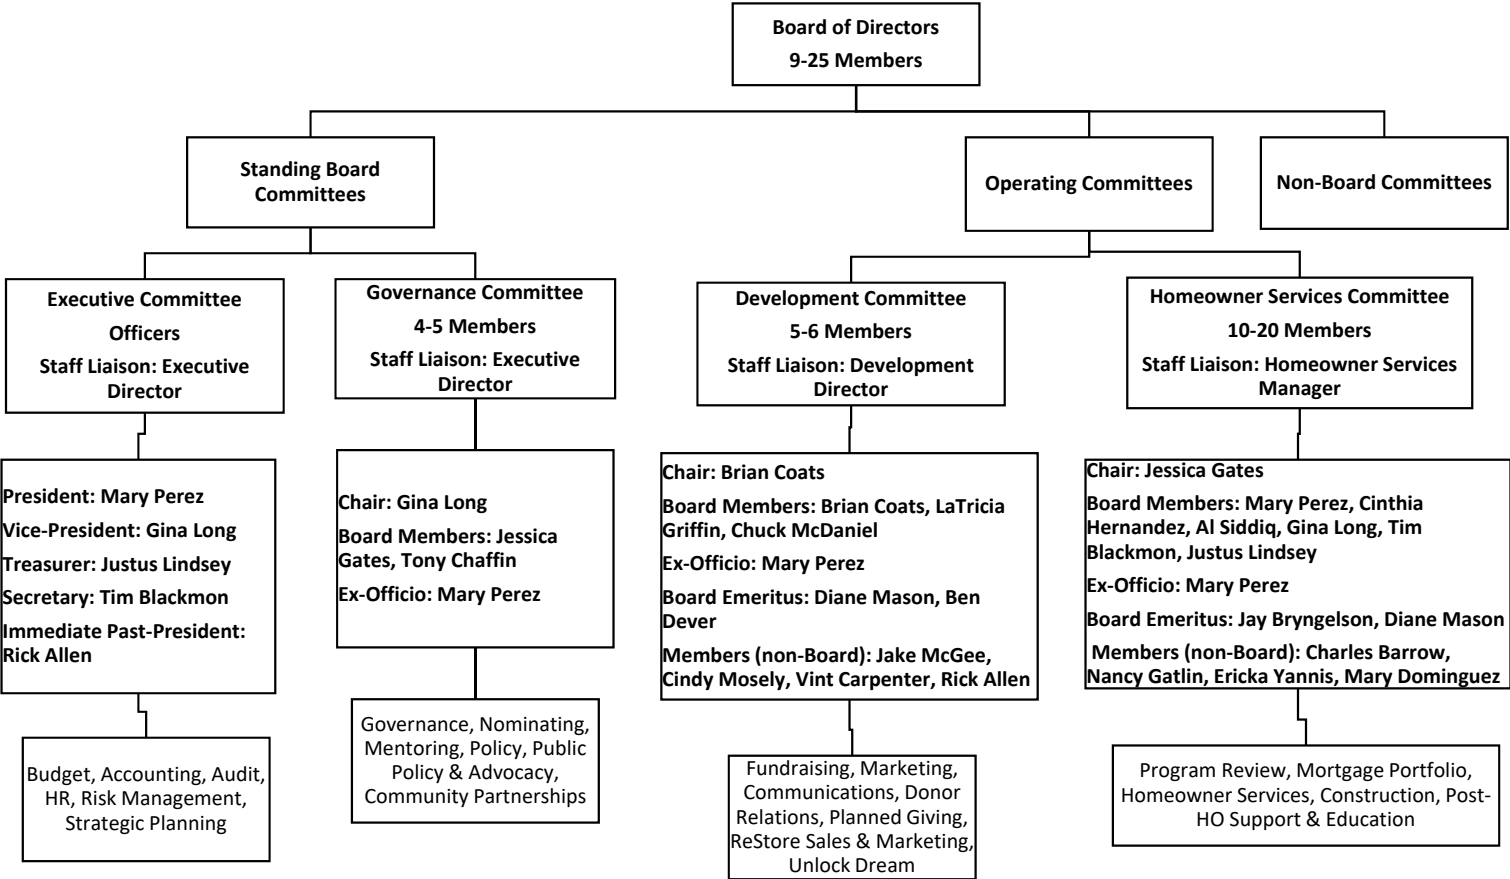 Board of Directors
9-25 Members
Standing Board
Committees
Operating Committees
Non-Board Committees
Executive Committee
Officers
Staff Liaison: Executive
Director
Governance Committee
4-5 Members
Staff Liaison: Executive
Director
Development Committee
5-6 Members
Staff Liaison: Development
Director
Homeowner Services Committee
10-20 Members
Staff Liaison: Homeowner Services
Manager
President: Mary Perez
Vice-President: Gina Long
Treasurer: Justus Lindsey
Secretary: Tim Blackmon
Immediate Past-President:
Rick Allen
Chair: Gina Long
Board Members: Jessica
Gates, Tony Chaffin
Ex-Officio: Mary Perez
Chair: Brian Coats
Board Members: Brian Coats, LaTricia
Griffin, Chuck McDaniel
Ex-Officio: Mary Perez
Board Emeritus: Diane Mason, Ben
Dever
Members (non-Board): Jake McGee,
Cindy Mosely, Vint Carpenter, Rick Allen
Chair: Jessica Gates
Board Members: Mary Perez, Cinthia
Hernandez, Al Siddiq, Gina Long, Tim
Blackmon, Justus Lindsey
Ex-Officio: Mary Perez
Board Emeritus: Jay Bryngelson, Diane Mason
Members (non-Board): Charles Barrow,
Nancy Gatlin, Ericka Yannis, Mary Dominguez
Budget, Accounting, Audit,
HR, Risk Management,
Strategic Planning
Governance, Nominating,
Mentoring, Policy, Public
Policy & Advocacy,
Community Partnerships
Fundraising, Marketing,
Communications, Donor
Relations, Planned Giving,
ReStore Sales & Marketing,
Unlock Dream
Program Review, Mortgage Portfolio,
Homeowner Services, Construction, Post-
HO Support & Education